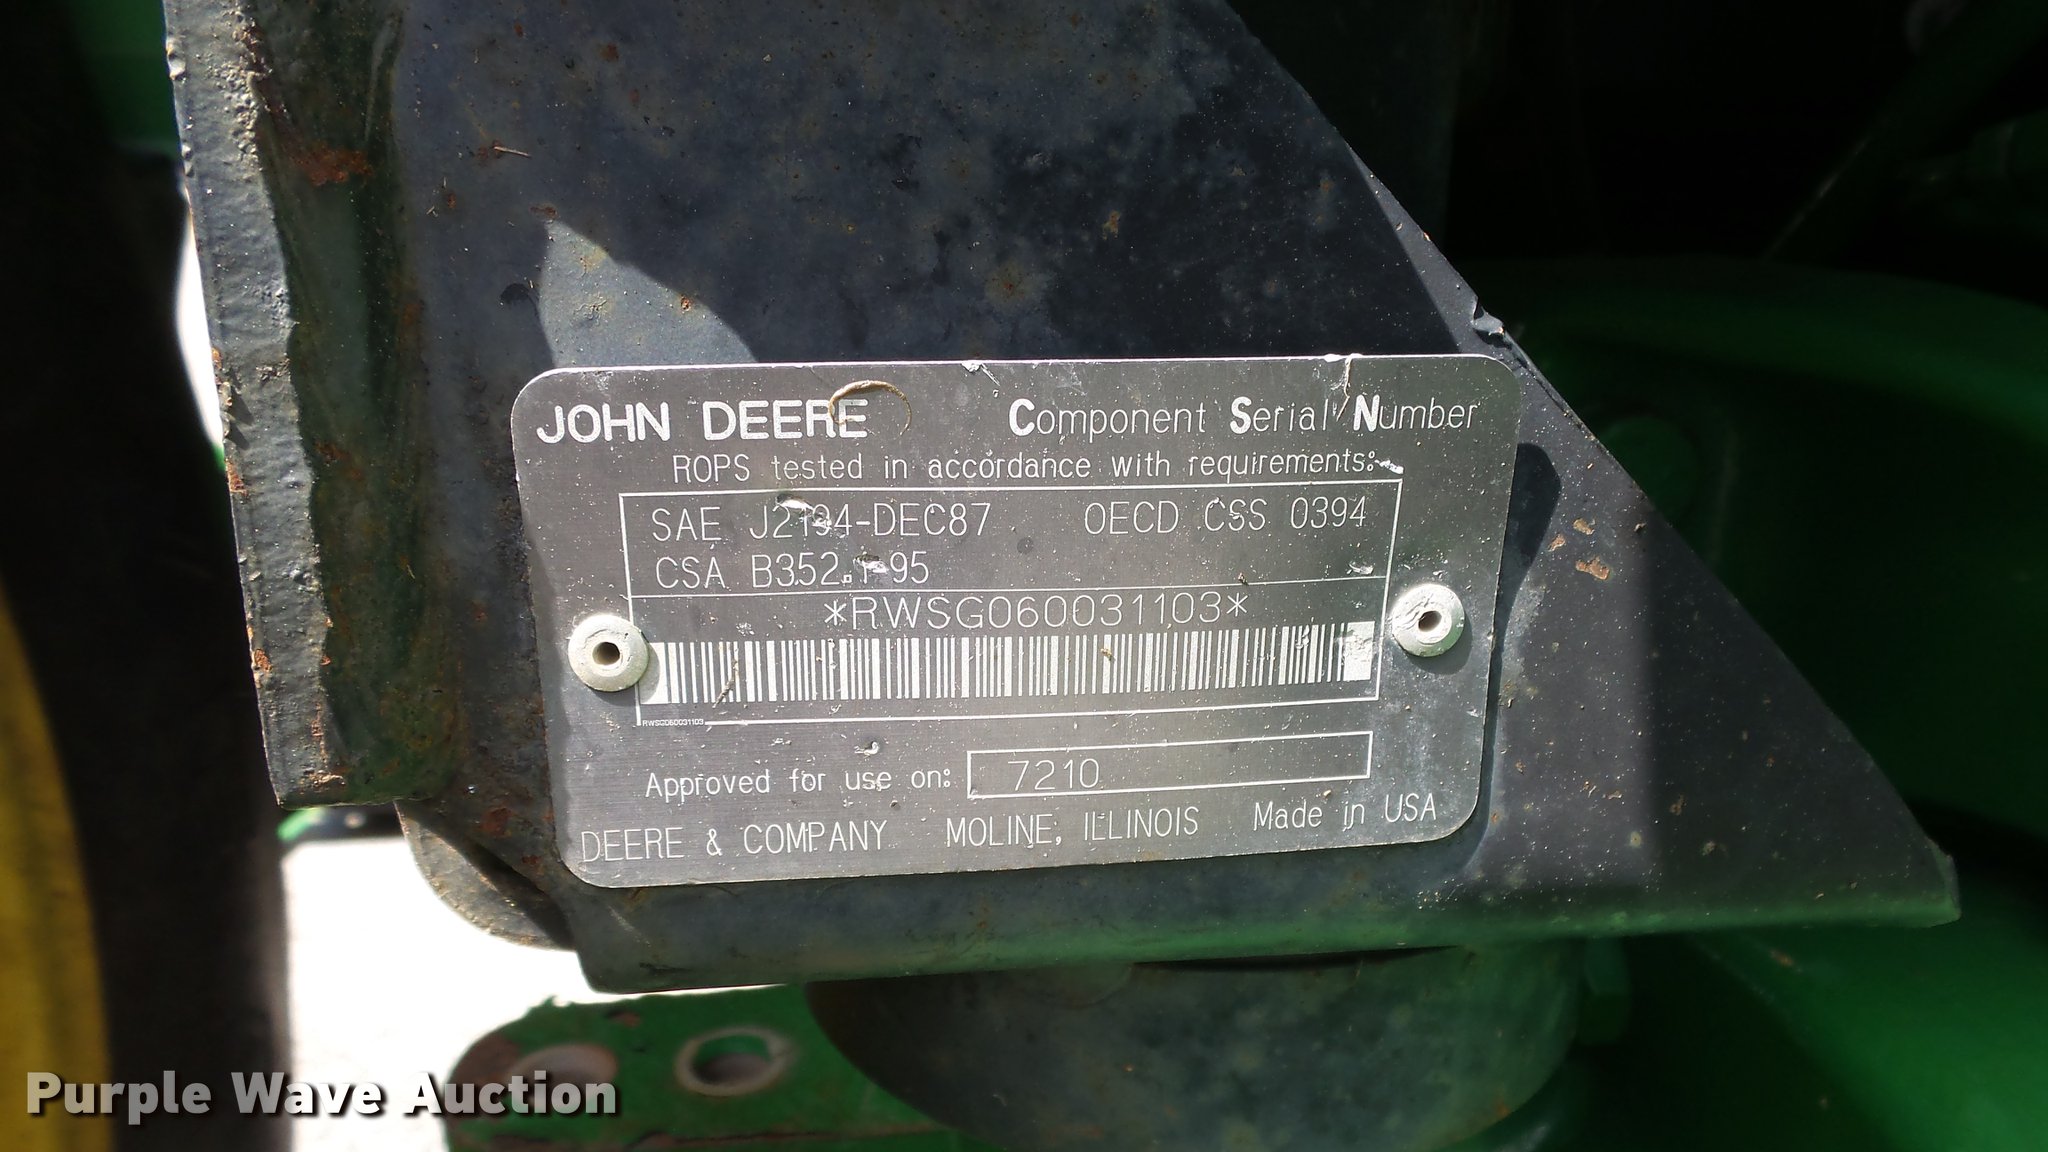 JOHN DEERE Component Serial Number
ROPS tested in accordance with requirements:
SAE J2194-DEC87 OECD CSS 0394
CSA B352.1-95
*RWSG060031103*
RWSG060031103
Approved for use on: 7210
DEERE & COMPANY MOLINE, ILLINOIS Made in USA
Purple Wave Auction